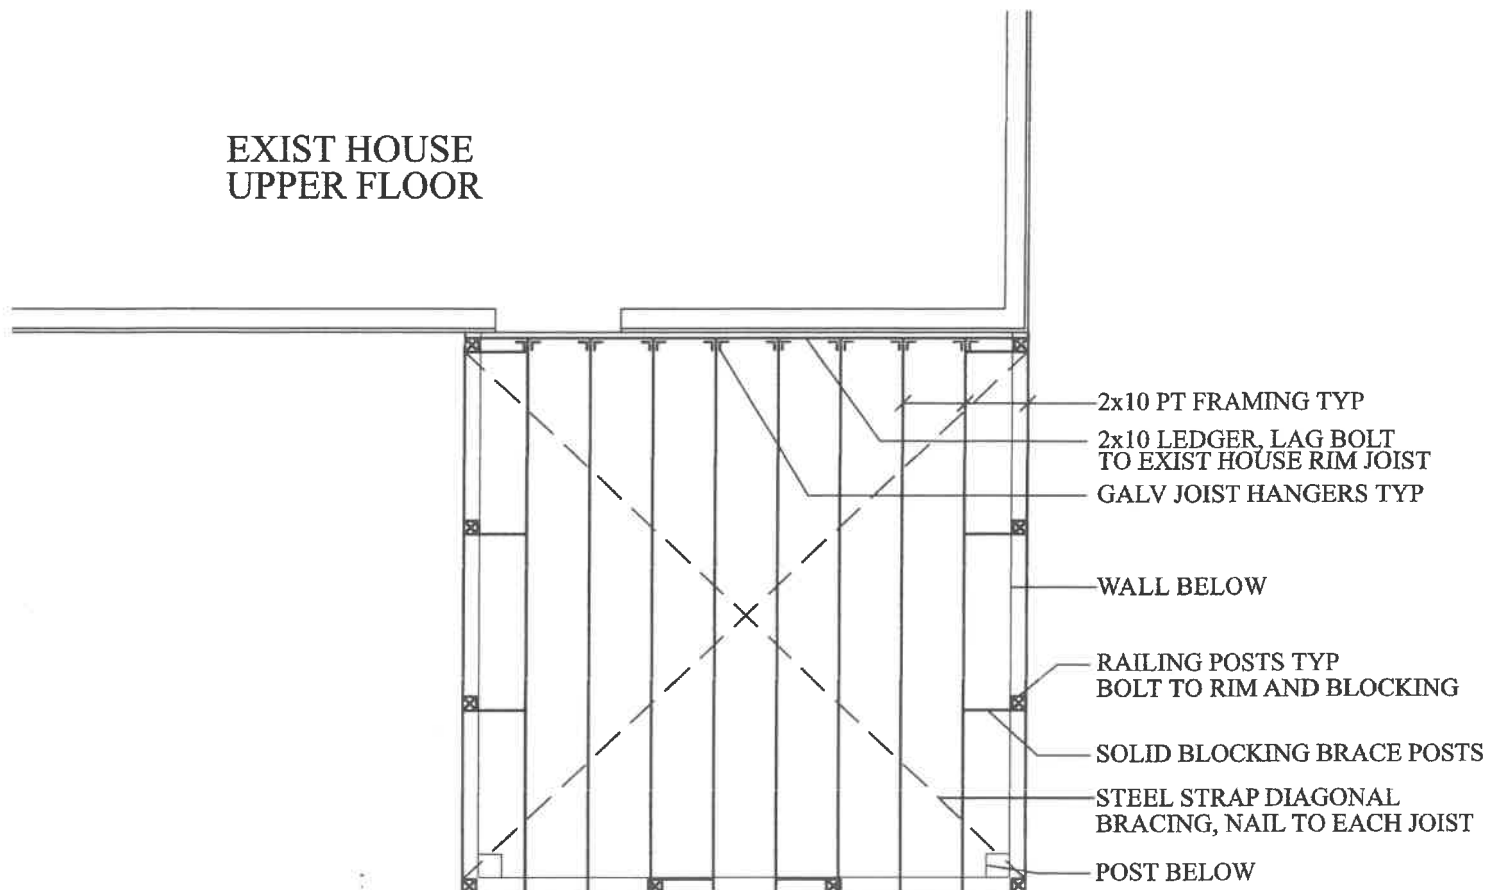 EXIST HOUSE
UPPER FLOOR
2x10 PT FRAMING TYP
2x10 LEDGER, LAG BOLT
TO EXIST HOUSE RIM JOIST
GALV JOIST HANGERS TYP
WALL BELOW
RAILING POSTS TYP
BOLT TO RIM AND BLOCKING
SOLID BLOCKING BRACE POSTS
STEEL STRAP DIAGONAL
BRACING, NAIL TO EACH JOIST
POST BELOW